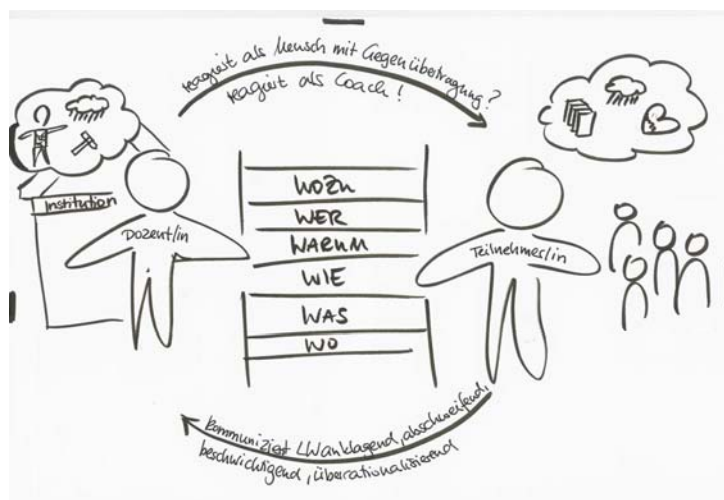 reagiert als Mensch mit Gegenübertragung?
reagiert als Coach!
Institution
Dozent/in
WOZU
WER
WARUM
WIE
WAS
WO
Teilnehmer/in
kommuniziert anklagend, abschweifend,
beschwichtigend, überrationalisierend